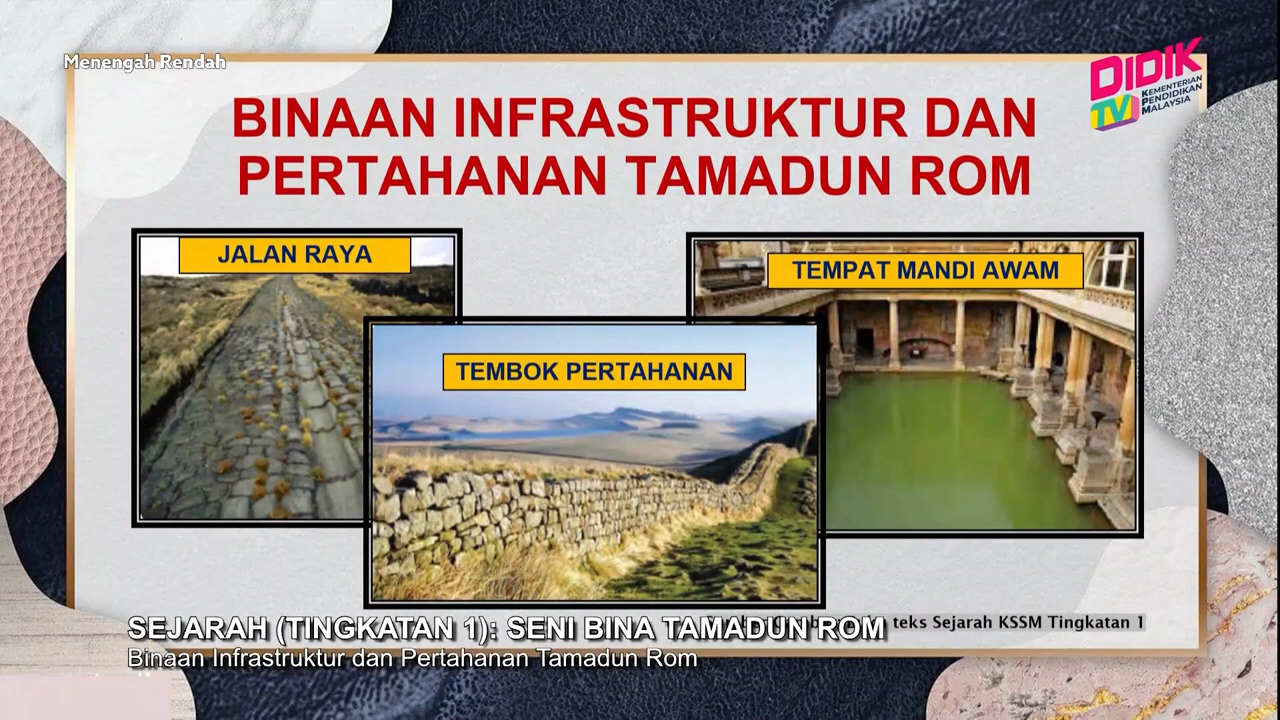 Menengah Rendah
DIDIK
TV
KEMENTERIAN
PENDIDIKAN
MALAYSIA
BINAAN INFRASTRUKTUR DAN
PERTAHANAN TAMADUN ROM
JALAN RAYA
TEMPAT MANDI AWAM
TEMBOK PERTAHANAN
teks Sejarah KSSM Tingkatan 1
SEJARAH (TINGKATAN 1): SENI BINA TAMADUN ROM
Binaan Infrastruktur dan Pertahanan Tamadun Rom